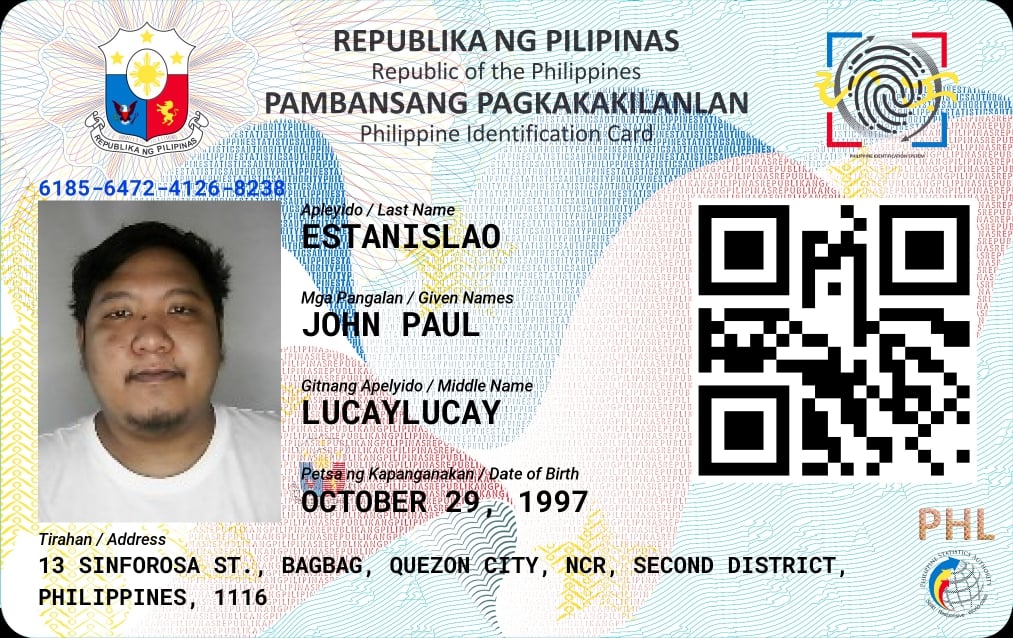 REPUBLIKA NG PILIPINAS
Republic of the Philippines
PAMBANSANG PAGKAKAKILANLAN
Philippine Identification Card
REPUBLIKA NG PILIPINAS
PHILIPPINE IDENTIFICATION SYSTEM
6185-6472-4126-8238
Apleyido / Last Name
ESTANISLAO
Mga Pangalan / Given Names
JOHN PAUL
Gitnang Apelyido / Middle Name
LUCAYLUCAY
Petsa ng Kapanganakan / Date of Birth
OCTOBER 29, 1997
Tirahan / Address
13 SINFOROSA ST., BAGBAG, QUEZON CITY, NCR, SECOND DISTRICT,
PHILIPPINES, 1116
PHL
PHILIPPINE STATISTICS AUTHORITY